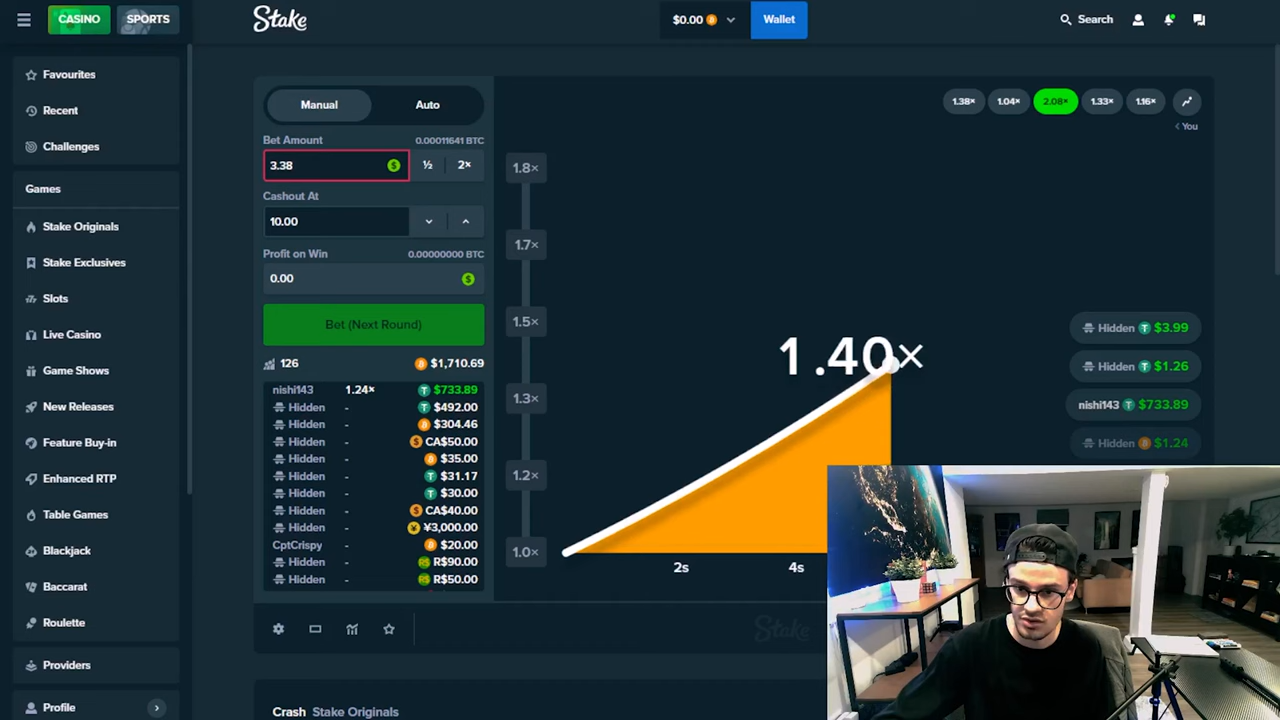 CASINO
SPORTS
Stake
$0.00
Wallet
Search
Favourites
Recent
Challenges
Games
Stake Originals
Stake Exclusives
Slots
Live Casino
Game Shows
New Releases
Feature Buy-in
Enhanced RTP
Table Games
Blackjack
Baccarat
Roulette
Providers
Profile
Manual
Auto
Bet Amount
0.00011641 BTC
3.38
½
2×
Cashout At
10.00
Profit on Win
0.00000000 BTC
0.00
Bet (Next Round)
126
$1,710.69
nishi143 1.24× $733.89
Hidden - $492.00
Hidden - $304.46
Hidden - CA$50.00
Hidden - $35.00
Hidden - $31.17
Hidden - $30.00
Hidden - CA$40.00
Hidden - ¥3,000.00
CptCrispy - $20.00
Hidden - R$90.00
Hidden - R$50.00
1.38×
1.04×
2.08×
1.33×
1.16×
You
1.8×
1.7×
1.5×
1.3×
1.2×
1.0×
1.40×
2s
4s
Hidden $3.99
Hidden $1.26
nishi143 $733.89
Hidden $1.24
Stake
Crash Stake Originals